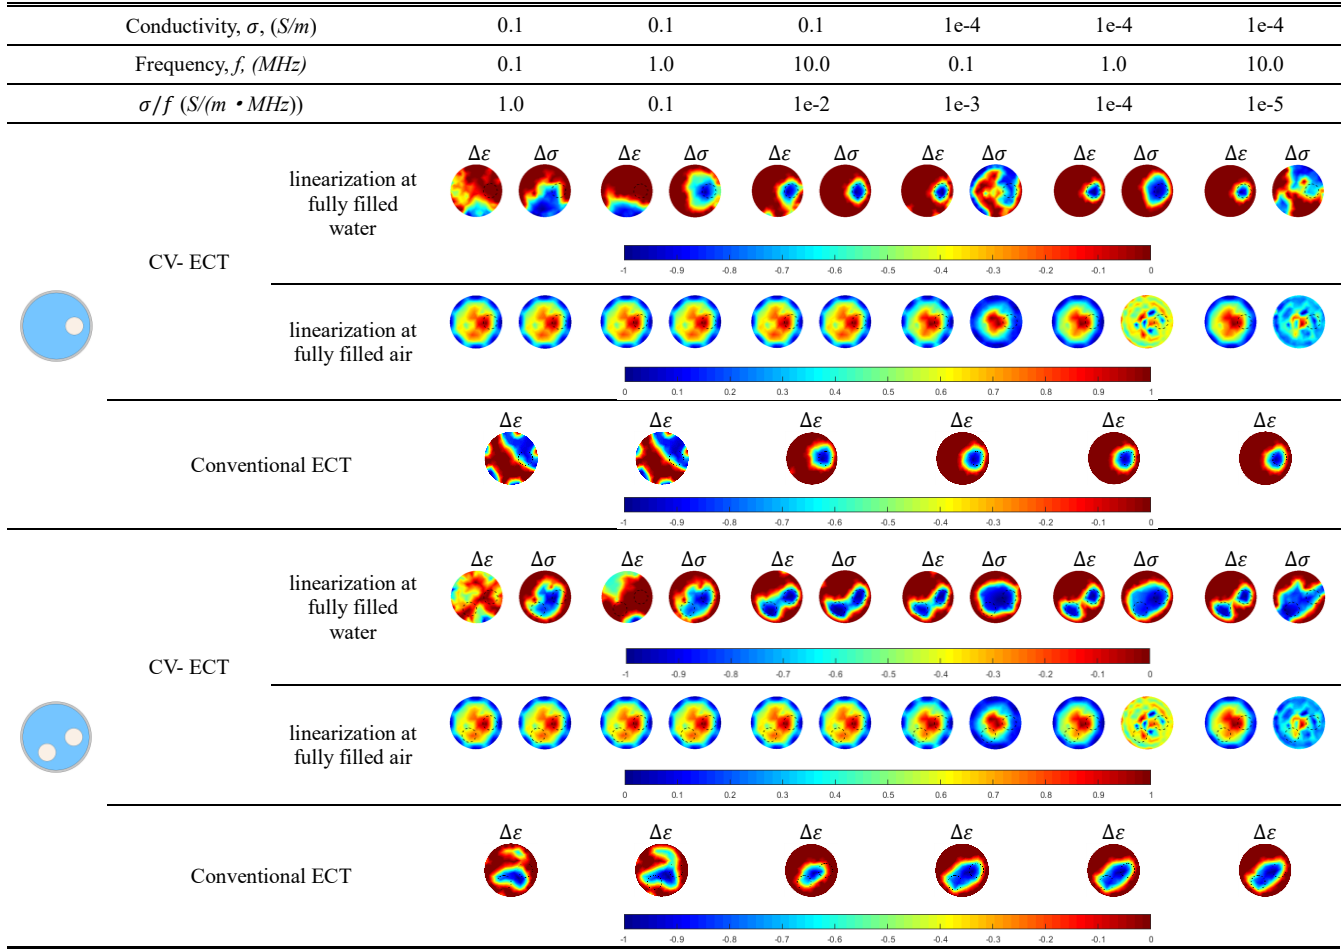 Conductivity, σ, (S/m) 0.1 0.1 0.1 1e-4 1e-4 1e-4
Frequency, f, (MHz) 0.1 1.0 10.0 0.1 1.0 10.0
σ/f (S/(m • MHz)) 1.0 0.1 1e-2 1e-3 1e-4 1e-5
Δε Δσ Δε Δσ Δε Δσ Δε Δσ Δε Δσ Δε Δσ
linearization at
fully filled
water
-1 -0.9 -0.8 -0.7 -0.6 -0.5 -0.4 -0.3 -0.2 -0.1 0
CV- ECT
linearization at
fully filled air
0 0.1 0.2 0.3 0.4 0.5 0.6 0.7 0.8 0.9 1
Δε Δε Δε Δε Δε Δε
Conventional ECT
-1 -0.9 -0.8 -0.7 -0.6 -0.5 -0.4 -0.3 -0.2 -0.1 0
Δε Δσ Δε Δσ Δε Δσ Δε Δσ Δε Δσ Δε Δσ
linearization at
fully filled
water
-1 -0.9 -0.8 -0.7 -0.6 -0.5 -0.4 -0.3 -0.2 -0.1 0
CV- ECT
linearization at
fully filled air
0 0.1 0.2 0.3 0.4 0.5 0.6 0.7 0.8 0.9 1
Δε Δε Δε Δε Δε Δε
Conventional ECT
-1 -0.9 -0.8 -0.7 -0.6 -0.5 -0.4 -0.3 -0.2 -0.1 0